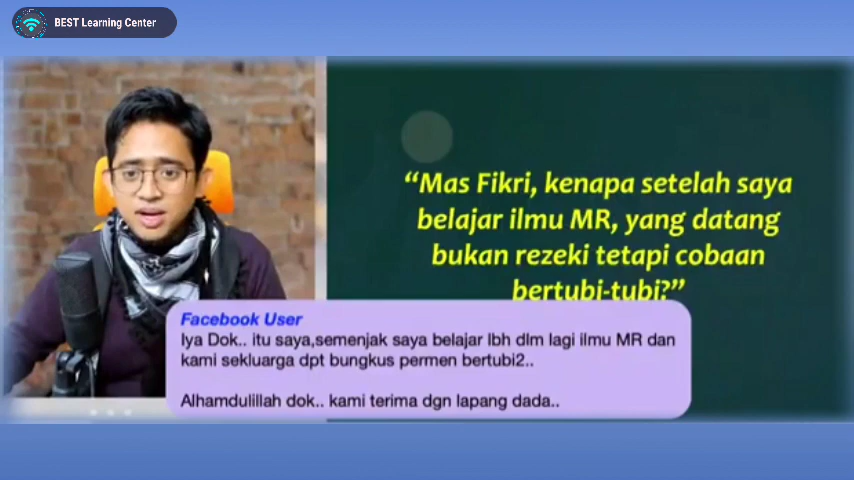 BEST Learning Center
“Mas Fikri, kenapa setelah saya
belajar ilmu MR, yang datang
bukan rezeki tetapi cobaan
bertubi-tubi?”
Facebook User
Iya Dok.. itu saya,semenjak saya belajar lbh dlm lagi ilmu MR dan
kami sekluarga dpt bungkus permen bertubi2..
Alhamdulillah dok.. kami terima dgn lapang dada..